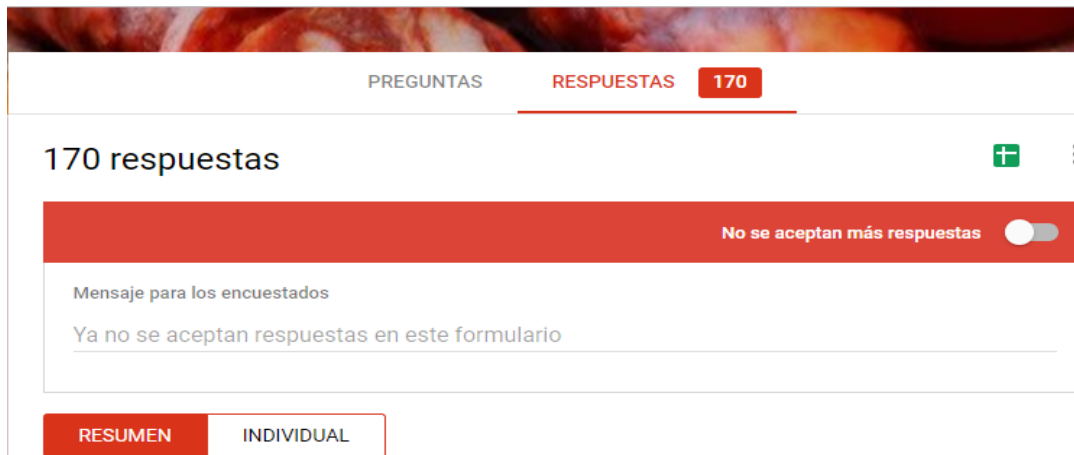 PREGUNTAS RESPUESTAS 170
170 respuestas
No se aceptan más respuestas
Mensaje para los encuestados
Ya no se aceptan respuestas en este formulario
RESUMEN INDIVIDUAL